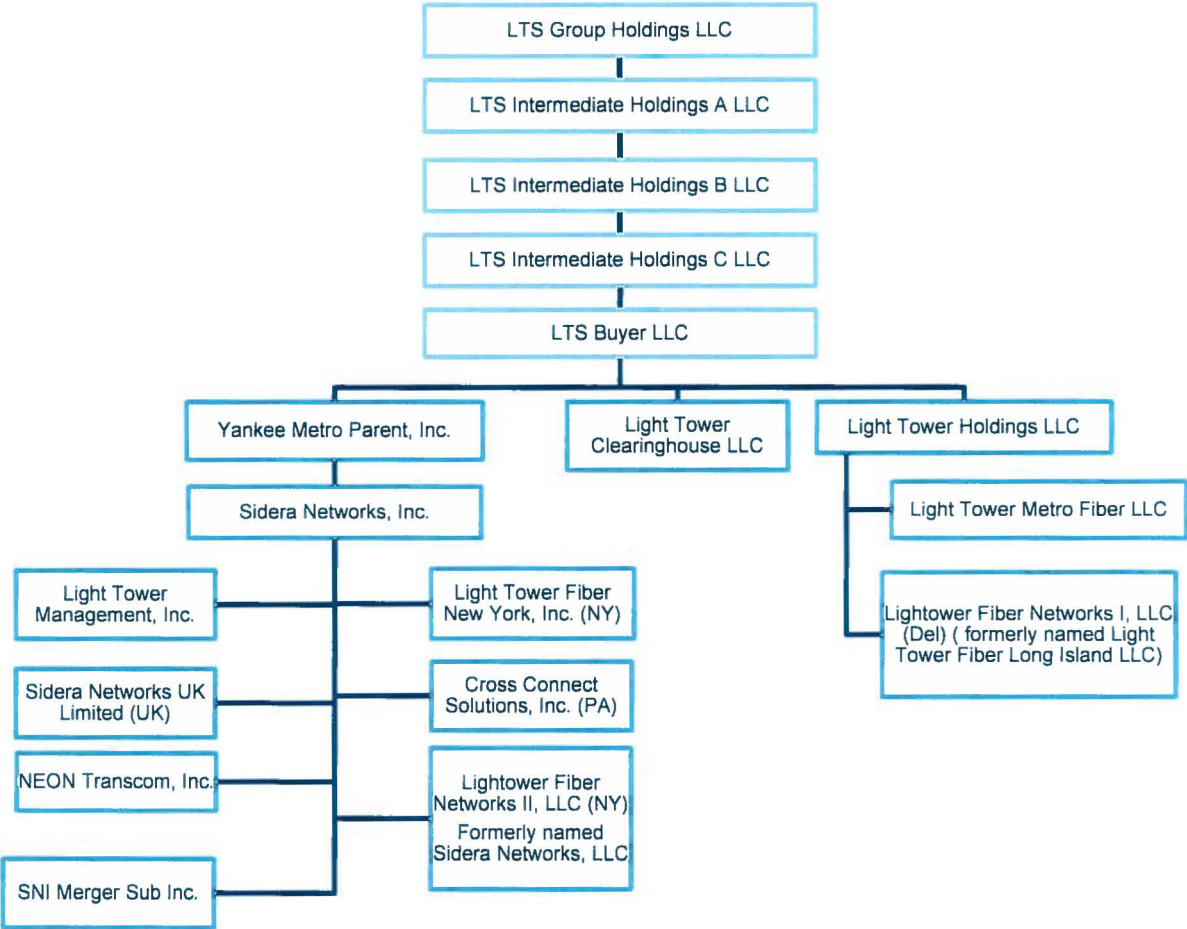 LTS Group Holdings LLC
LTS Intermediate Holdings A LLC
LTS Intermediate Holdings B LLC
LTS Intermediate Holdings C LLC
LTS Buyer LLC
Yankee Metro Parent, Inc.
Light Tower
Clearinghouse LLC
Light Tower Holdings LLC
Sidera Networks, Inc.
Light Tower Metro Fiber LLC
Light Tower
Management, Inc.
Light Tower Fiber
New York, Inc. (NY)
Lightower Fiber Networks I, LLC
(Del) ( formerly named Light
Tower Fiber Long Island LLC)
Sidera Networks UK
Limited (UK)
Cross Connect
Solutions, Inc. (PA)
NEON Transcom, Inc.
Lightower Fiber
Networks II, LLC (NY)
Formerly named
Sidera Networks, LLC
SNI Merger Sub Inc.